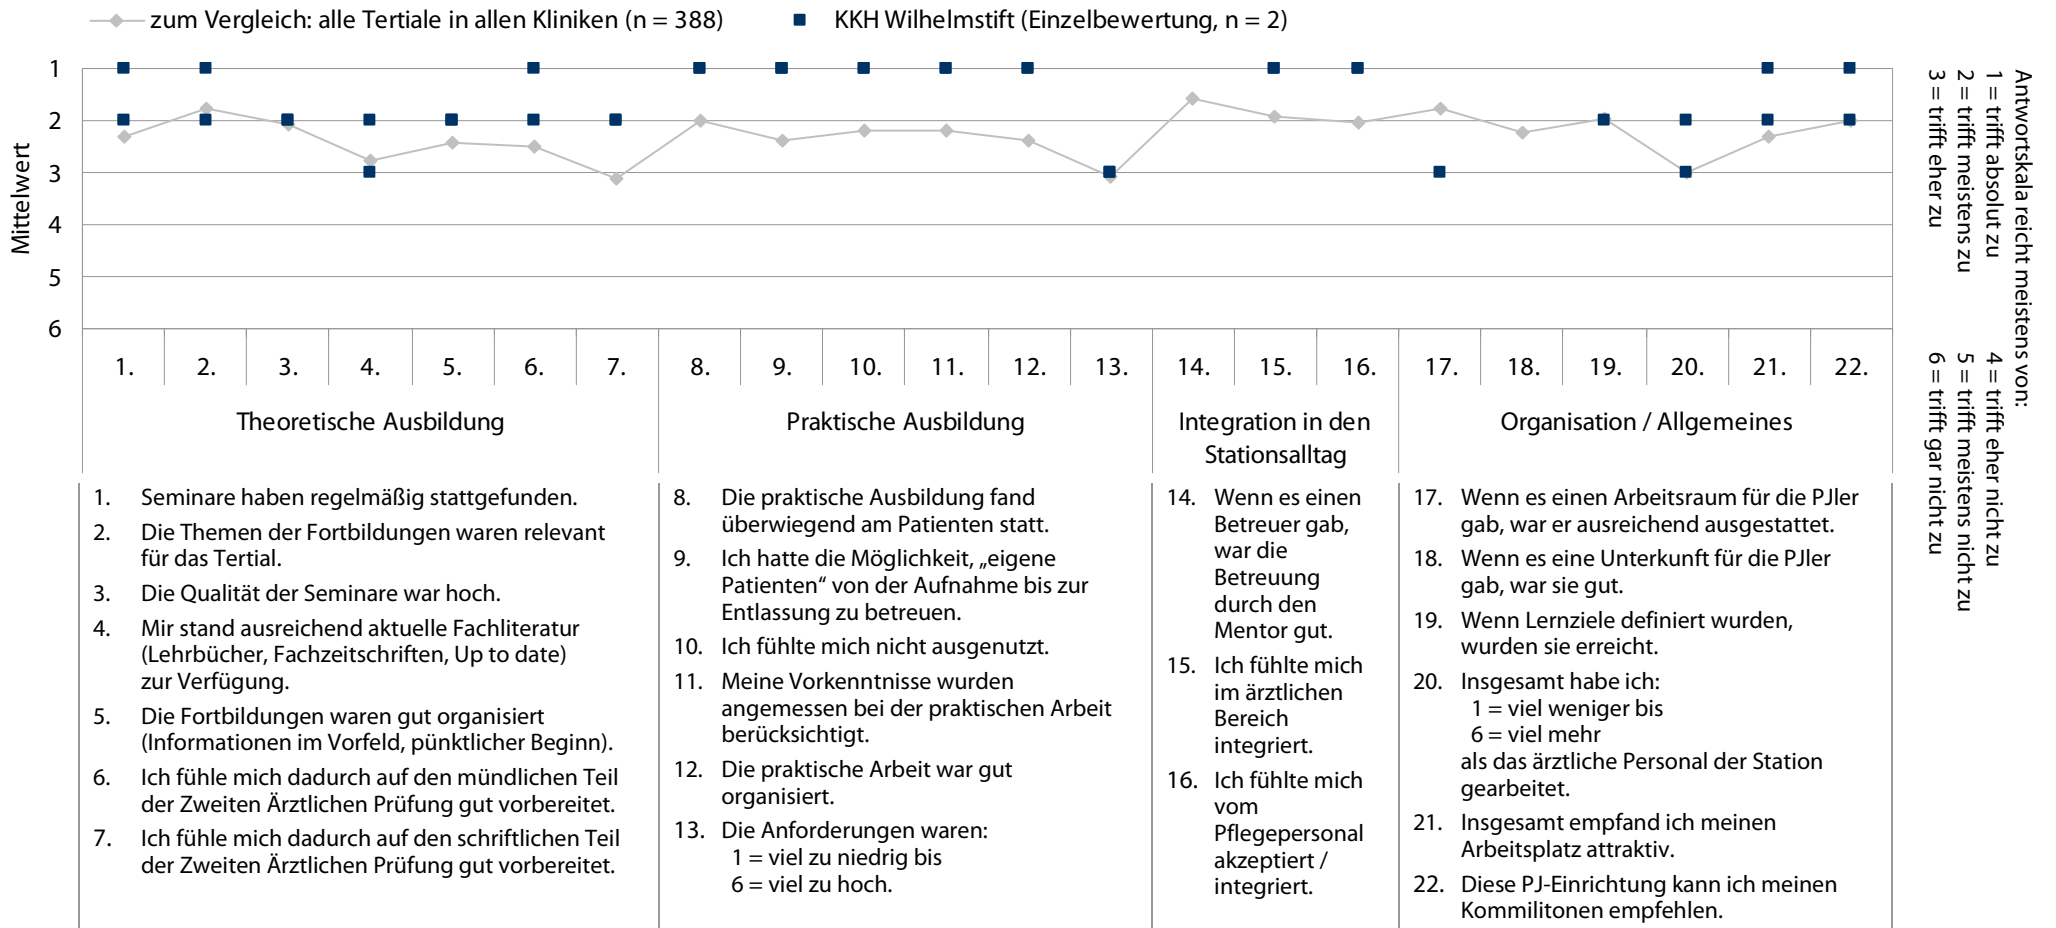 zum Vergleich: alle Tertiale in allen Kliniken (n = 388)
KKH Wilhelmstift (Einzelbewertung, n = 2)
Mittelwert
1
2
3
4
5
6
1. 2. 3. 4. 5. 6. 7. 8. 9. 10. 11. 12. 13. 14. 15. 16. 17. 18. 19. 20. 21. 22.
Theoretische Ausbildung
Praktische Ausbildung
Integration in den
Stationsalltag
Organisation / Allgemeines
1. Seminare haben regelmäßig stattgefunden.
2. Die Themen der Fortbildungen waren relevant
für das Tertial.
3. Die Qualität der Seminare war hoch.
4. Mir stand ausreichend aktuelle Fachliteratur
(Lehrbücher, Fachzeitschriften, Up to date)
zur Verfügung.
5. Die Fortbildungen waren gut organisiert
(Informationen im Vorfeld, pünktlicher Beginn).
6. Ich fühle mich dadurch auf den mündlichen Teil
der Zweiten Ärztlichen Prüfung gut vorbereitet.
7. Ich fühle mich dadurch auf den schriftlichen Teil
der Zweiten Ärztlichen Prüfung gut vorbereitet.
8. Die praktische Ausbildung fand
überwiegend am Patienten statt.
9. Ich hatte die Möglichkeit, „eigene
Patienten“ von der Aufnahme bis zur
Entlassung zu betreuen.
10. Ich fühlte mich nicht ausgenutzt.
11. Meine Vorkenntnisse wurden
angemessen bei der praktischen Arbeit
berücksichtigt.
12. Die praktische Arbeit war gut
organisiert.
13. Die Anforderungen waren:
1 = viel zu niedrig bis
6 = viel zu hoch.
14. Wenn es einen
Betreuer gab,
war die
Betreuung
durch den
Mentor gut.
15. Ich fühlte mich
im ärztlichen
Bereich
integriert.
16. Ich fühlte mich
vom
Pflegepersonal
akzeptiert /
integriert.
17. Wenn es einen Arbeitsraum für die PJler
gab, war er ausreichend ausgestattet.
18. Wenn es eine Unterkunft für die PJler
gab, war sie gut.
19. Wenn Lernziele definiert wurden,
wurden sie erreicht.
20. Insgesamt habe ich:
1 = viel weniger bis
6 = viel mehr
als das ärztliche Personal der Station
gearbeitet.
21. Insgesamt empfand ich meinen
Arbeitsplatz attraktiv.
22. Diese PJ-Einrichtung kann ich meinen
Kommilitonen empfehlen.
Antwortskala reicht meistens von:
1 = trifft absolut zu
2 = trifft meistens zu
3 = trifft eher zu
4 = trifft eher nicht zu
5 = trifft meistens nicht zu
6 = trifft gar nicht zu